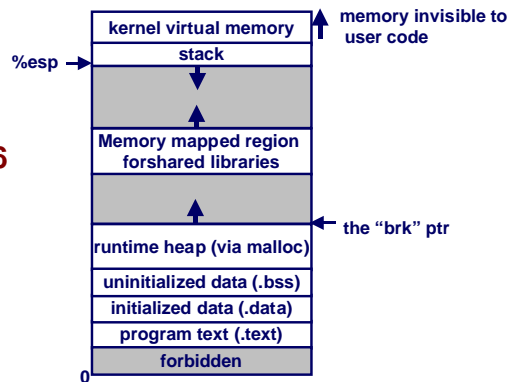 kernel virtual memory
memory invisible to
user code
%esp
stack
6
Memory mapped region
forshared libraries
the “brk” ptr
runtime heap (via malloc)
uninitialized data (.bss)
initialized data (.data)
program text (.text)
forbidden
0